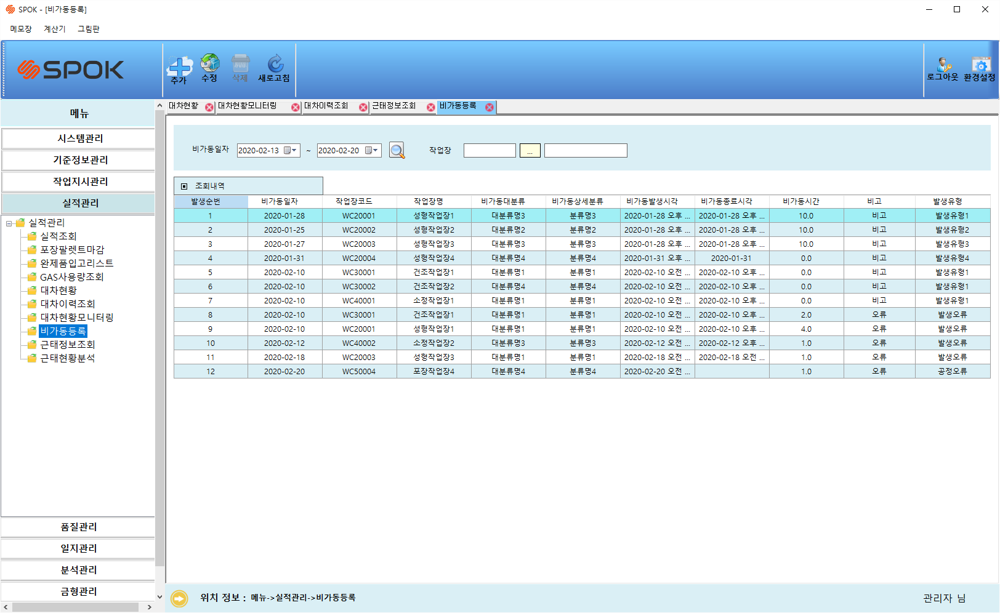 SPOK - [비가동등록]
메모장 계산기 그림판
SPOK 추가 수정 삭제 새로고침 로그아웃 환경설정
메뉴
시스템관리
기준정보관리
작업지시관리
실적관리
실적관리
실적조회
포장팔렛트마감
완제품입고리스트
GAS사용량조회
대차현황
대차이력조회
대차현황모니터링
비가동등록
근태정보조회
근태현황분석
품질관리
일지관리
분석관리
금형관리
대차현황 대차현황모니터링 대차이력조회 근태정보조회 비가동등록
비가동일자 2020-02-13 ~ 2020-02-20 작업장 ...
조회내역
발생순번 비가동일자 작업장코드 작업장명 비가동대분류 비가동상세분류 비가동발생시각 비가동종료시각 비가동시간 비고 발생유형
1 2020-01-28 WC20001 성형작업장1 대분류명3 분류명3 2020-01-28 오후 ... 2020-01-28 오후 ... 10.0 비고 발생유형1
2 2020-01-25 WC20002 성형작업장2 대분류명2 분류명2 2020-01-28 오후 ... 2020-01-28 오후 ... 10.0 비고 발생유형2
3 2020-01-27 WC20003 성형작업장3 대분류명3 분류명3 2020-01-28 오후 ... 2020-01-28 오후 ... 10.0 비고 발생유형3
4 2020-01-31 WC20004 성형작업장4 대분류명4 분류명4 2020-01-31 오후 ... 2020-01-31 0.0 비고 발생유형4
5 2020-02-10 WC30001 건조작업장1 대분류명1 분류명1 2020-02-10 오전 ... 2020-02-10 오후 ... 0.0 비고 발생유형1
6 2020-02-10 WC30002 건조작업장2 대분류명4 분류명4 2020-02-10 오전 ... 2020-02-10 오후 ... 0.0 비고 발생유형1
7 2020-02-10 WC40001 소정작업장1 대분류명1 분류명1 2020-02-10 오전 ... 2020-02-10 오후 ... 0.0 비고 발생유형1
8 2020-02-10 WC30001 건조작업장1 대분류명1 분류명1 2020-02-10 오전 ... 2020-02-10 오후 ... 2.0 오류 발생오류
9 2020-02-10 WC20001 성형작업장1 대분류명1 분류명1 2020-02-10 오전 ... 2020-02-10 오후 ... 4.0 오류 발생오류
10 2020-02-12 WC40002 소정작업장2 대분류명3 분류명3 2020-02-12 오전 ... 2020-02-12 오후 ... 1.0 오류 발생오류
11 2020-02-18 WC20003 성형작업장3 대분류명1 분류명1 2020-02-18 오전 ... 2020-02-18 오전 ... 1.0 오류 발생오류
12 2020-02-20 WC50004 포장작업장4 대분류명4 분류명4 2020-02-20 오전 ... 1.0 오류 공정오류
위치 정보 : 메뉴->실적관리->비가동등록
관리자 님